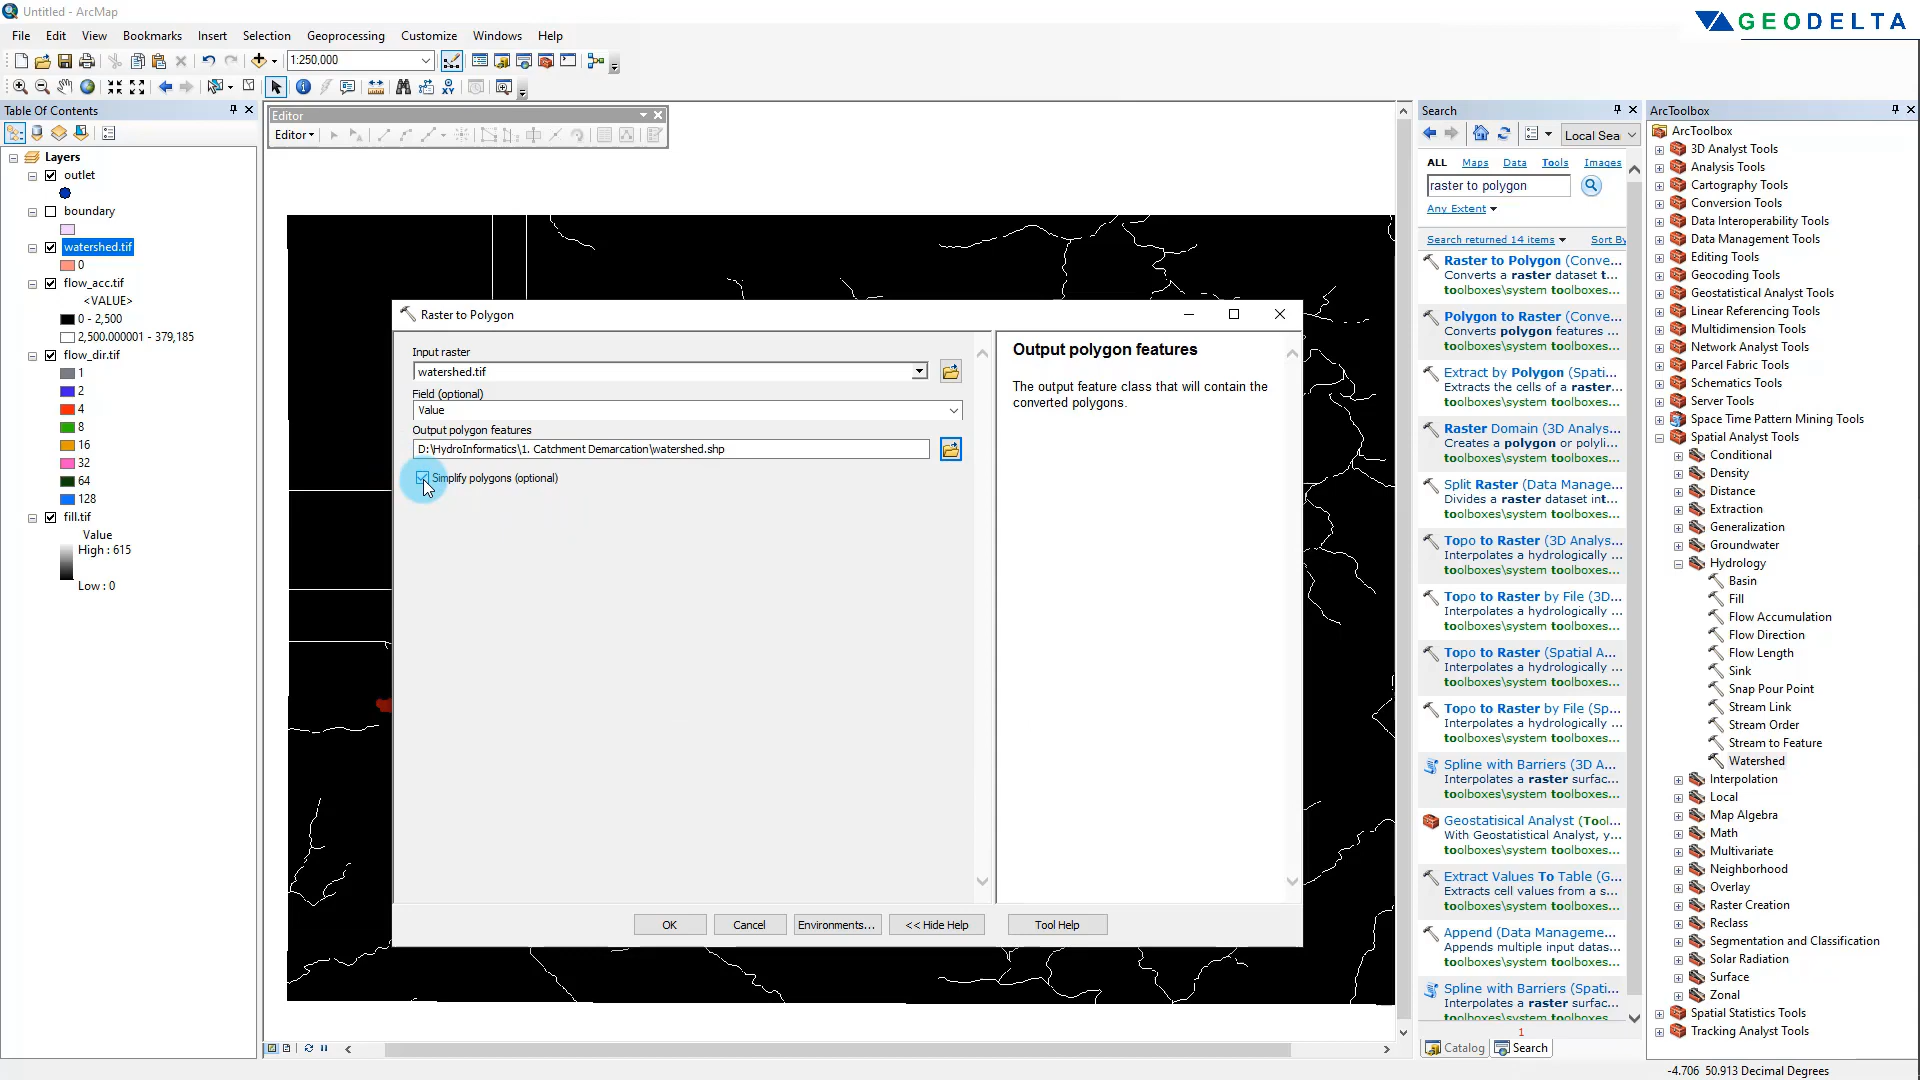 Untitled - ArcMap
GEODELTA
File Edit View Bookmarks Insert Selection Geoprocessing Customize Windows Help
1:250,000
Table Of Contents
Layers
outlet
boundary
watershed.tif
0
flow_acc.tif
<VALUE>
0 - 2,500
2,500.000001 - 379,185
flow_dir.tif
1
2
4
8
16
32
64
128
fill.tif
Value
High : 615
Low : 0
Editor
Editor
Raster to Polygon
Input raster
watershed.tif
Field (optional)
Value
Output polygon features
D:\HydroInformatics\1. Catchment Demarcation\watershed.shp
Simplify polygons (optional)
Output polygon features
The output feature class that will contain the
converted polygons.
OK Cancel Environments... << Hide Help Tool Help
Search
Local Sea
ALL Maps Data Tools Images
raster to polygon
Any Extent
Search returned 14 items Sort By
Raster to Polygon (Conve...
Converts a raster dataset t...
toolboxes\system toolboxes...
Polygon to Raster (Conve...
Converts polygon features ...
toolboxes\system toolboxes...
Extract by Polygon (Spati...
Extracts the cells of a raster...
toolboxes\system toolboxes...
Raster Domain (3D Analys...
Creates a polygon or polyli...
toolboxes\system toolboxes...
Split Raster (Data Manage...
Divides a raster dataset int...
toolboxes\system toolboxes...
Topo to Raster (3D Analys...
Interpolates a hydrologically ...
toolboxes\system toolboxes...
Topo to Raster by File (3D...
Interpolates a hydrologically ...
toolboxes\system toolboxes...
Topo to Raster (Spatial A...
Interpolates a hydrologically ...
toolboxes\system toolboxes...
Topo to Raster by File (Sp...
Interpolates a hydrologically ...
toolboxes\system toolboxes...
Spline with Barriers (3D A...
Interpolates a raster surfac...
toolboxes\system toolboxes...
Geostatisical Analyst (Tool...
With Geostatistical Analyst, y...
toolboxes\system toolboxes...
Extract Values To Table (G...
Extracts cell values from a s...
toolboxes\system toolboxes...
Append (Data Manageme...
Appends multiple input datas...
toolboxes\system toolboxes...
Spline with Barriers (Spati...
Interpolates a raster surfac...
toolboxes\system toolboxes...
1
Catalog Search
ArcToolbox
ArcToolbox
3D Analyst Tools
Analysis Tools
Cartography Tools
Conversion Tools
Data Interoperability Tools
Data Management Tools
Editing Tools
Geocoding Tools
Geostatistical Analyst Tools
Linear Referencing Tools
Multidimension Tools
Network Analyst Tools
Parcel Fabric Tools
Schematics Tools
Server Tools
Space Time Pattern Mining Tools
Spatial Analyst Tools
Conditional
Density
Distance
Extraction
Generalization
Groundwater
Hydrology
Basin
Fill
Flow Accumulation
Flow Direction
Flow Length
Sink
Snap Pour Point
Stream Link
Stream Order
Stream to Feature
Watershed
Interpolation
Local
Map Algebra
Math
Multivariate
Neighborhood
Overlay
Raster Creation
Reclass
Segmentation and Classification
Solar Radiation
Surface
Zonal
Spatial Statistics Tools
Tracking Analyst Tools
-4.706 50.913 Decimal Degrees